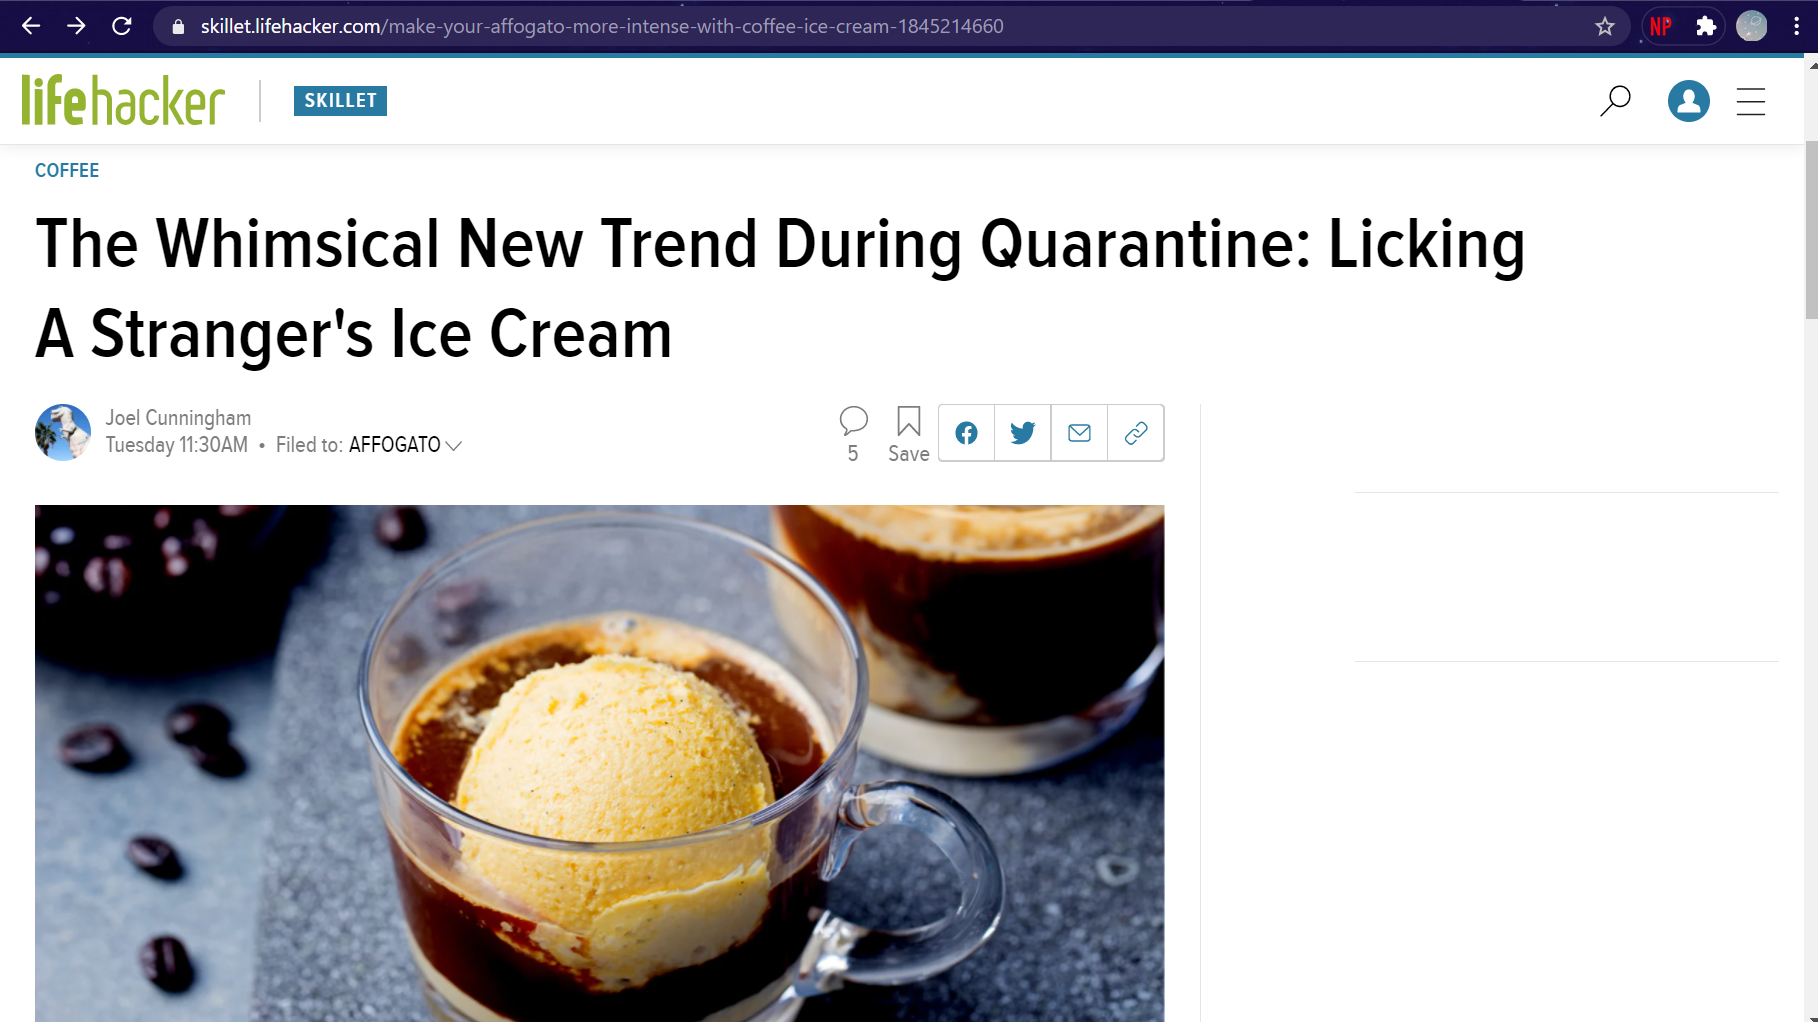 skillet.lifehacker.com/make-your-affogato-more-intense-with-coffee-ice-cream-1845214660
NP
lifehacker
SKILLET
COFFEE
The Whimsical New Trend During Quarantine: Licking
A Stranger's Ice Cream
Joel Cunningham
Tuesday 11:30AM • Filed to: AFFOGATO
5
Save